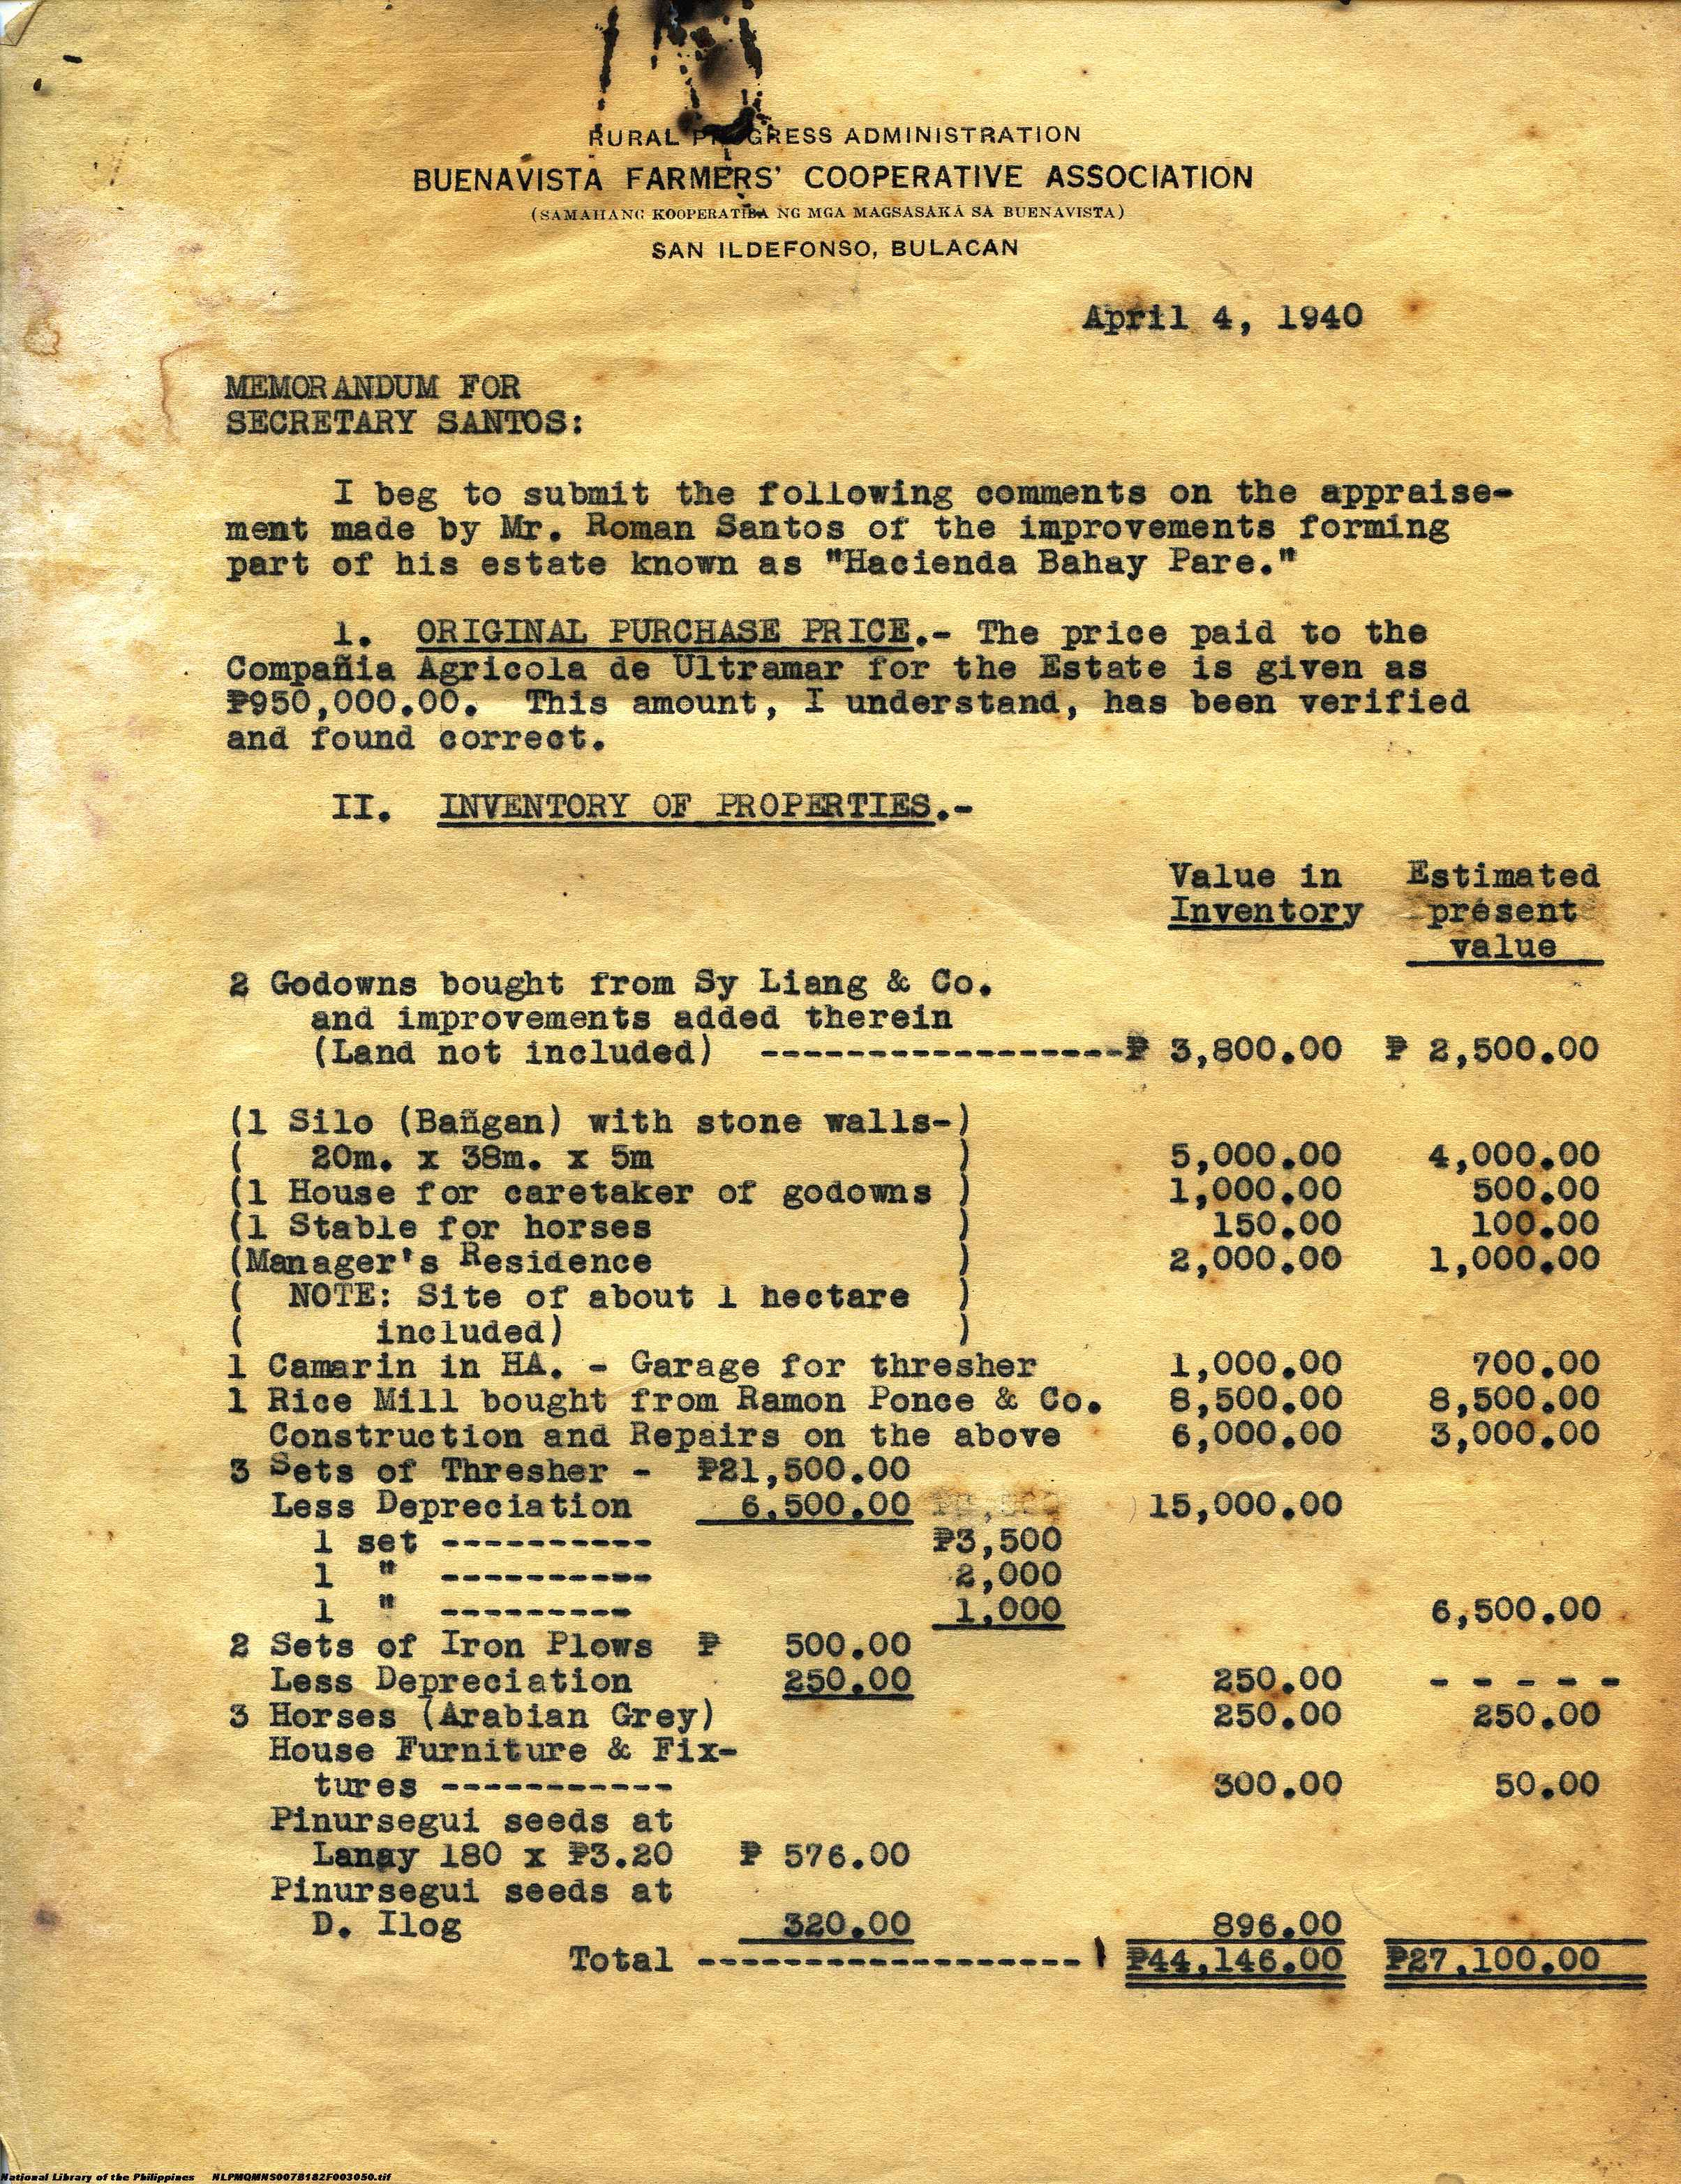 RURAL PROGRESS ADMINISTRATION
BUENAVISTA FARMERS' COOPERATIVE ASSOCIATION
(SAMAHANG KOOPERATIBA NG MGA MAGSASAKÁ SA BUENAVISTA)
SAN ILDEFONSO, BULACAN
April 4, 1940
MEMORANDUM FOR
SECRETARY SANTOS:
I beg to submit the following comments on the appraise-
ment made by Mr. Roman Santos of the improvements forming
part of his estate known as "Hacienda Bahay Pare."
1. ORIGINAL PURCHASE PRICE.- The price paid to the
Compañia Agricola de Ultramar for the Estate is given as
₱950,000.00. This amount, I understand, has been verified
and found correct.
II. INVENTORY OF PROPERTIES.-
Value in Estimated
Inventory present
value
2 Godowns bought from Sy Liang & Co.
and improvements added therein
(Land not included) -----------------₱ 3,800.00 ₱ 2,500.00
(1 Silo (Bañgan) with stone walls-)
( 20m. x 38m. x 5m ) 5,000.00 4,000.00
(1 House for caretaker of godowns ) 1,000.00 500.00
(1 Stable for horses ) 150.00 100.00
(Manager's Residence ) 2,000.00 1,000.00
( NOTE: Site of about 1 hectare )
( included) )
1 Camarin in HA. - Garage for thresher 1,000.00 700.00
1 Rice Mill bought from Ramon Ponce & Co. 8,500.00 8,500.00
Construction and Repairs on the above 6,000.00 3,000.00
3 Sets of Thresher - ₱21,500.00
Less Depreciation 6,500.00 15,000.00
1 set ---------- ₱3,500
1 " ---------- 2,000
1 " --------- 1,000 6,500.00
2 Sets of Iron Plows ₱ 500.00
Less Depreciation 250.00 250.00 - - - - -
3 Horses (Arabian Grey) 250.00 250.00
House Furniture & Fix-
tures ----------- 300.00 50.00
Pinursegui seeds at
Lanay 180 x ₱3.20 ₱ 576.00
Pinursegui seeds at
D. Ilog 320.00 896.00
Total ------------------ ₱44,146.00 ₱27,100.00
National Library of the Philippines NLPMQMNS007B182F003050.tif